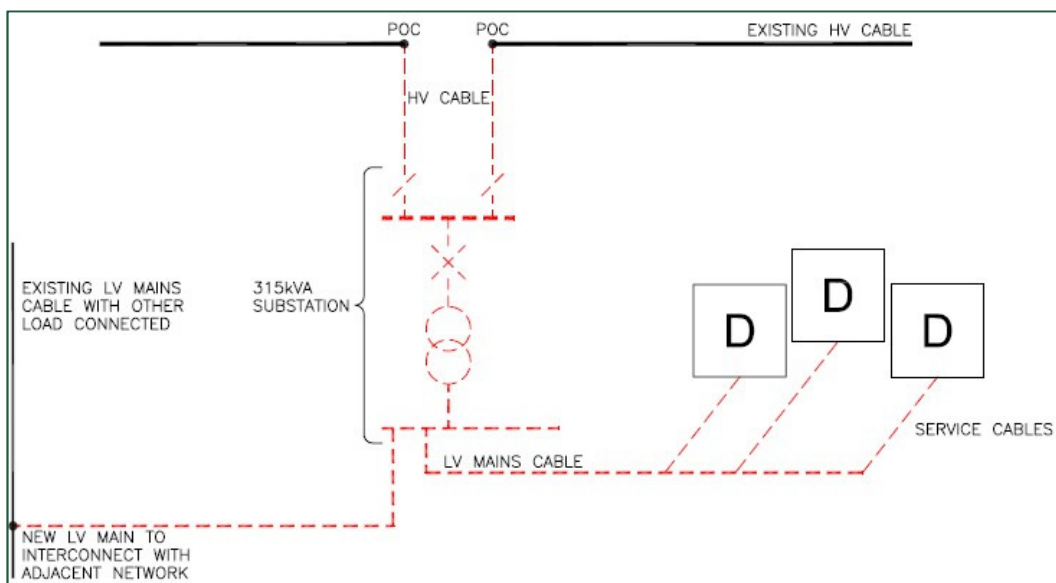 POC
POC
EXISTING HV CABLE
HV CABLE
EXISTING LV MAINS
CABLE WITH OTHER
LOAD CONNECTED
315kVA
SUBSTATION
D
D
D
SERVICE CABLES
LV MAINS CABLE
NEW LV MAIN TO
INTERCONNECT WITH
ADJACENT NETWORK